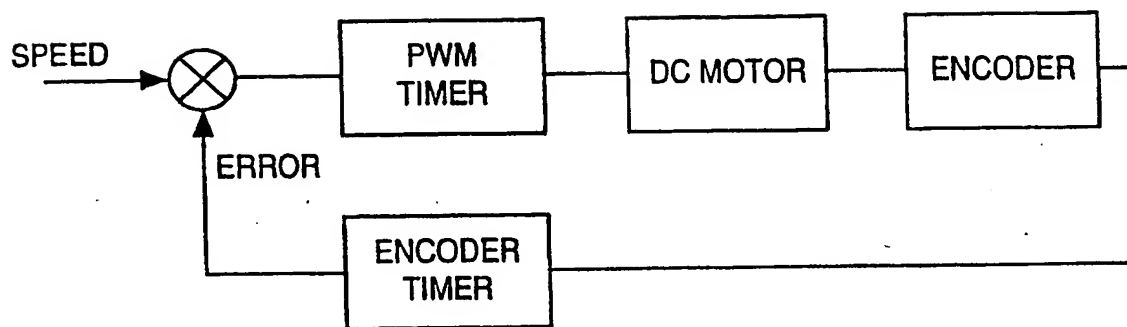 SPEED
PWM
TIMER
DC MOTOR
ENCODER
ERROR
ENCODER
TIMER